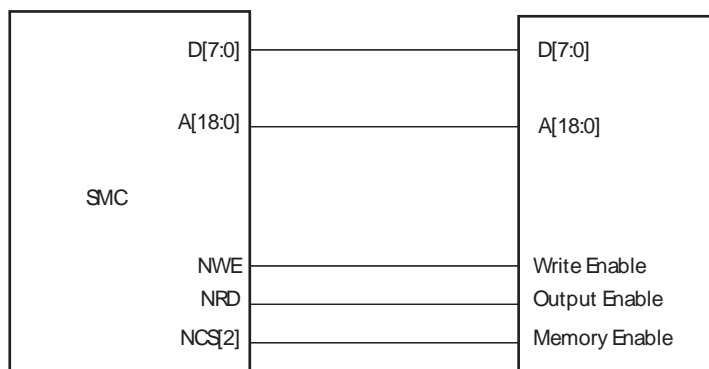 D[7:0] D[7:0]
A[18:0] A[18:0]
SMC
NWE Write Enable
NRD Output Enable
NCS[2] Memory Enable